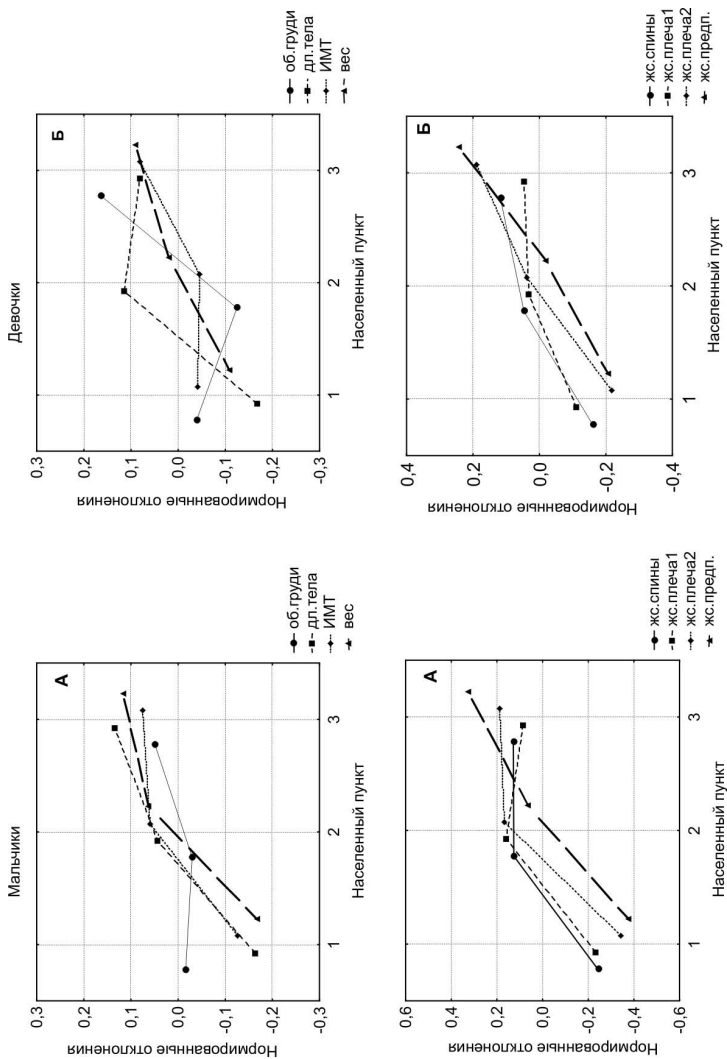 Мальчики
А
0,3
0,2
0,1
0,0
-0,1
-0,2
-0,3
Нормированные отклонения
1
2
3
Населенный пункт
об.груди
дл.тела
ИМТ
вес
Девочки
Б
0,3
0,2
0,1
0,0
-0,1
-0,2
-0,3
Нормированные отклонения
1
2
3
Населенный пункт
об.груди
дл.тела
ИМТ
вес
А
0,6
0,4
0,2
0,0
-0,2
-0,4
-0,6
Нормированные отклонения
1
2
3
Населенный пункт
жс.спины
жс.плеча1
жс.плеча2
жс.предп.
Б
0,4
0,2
0,0
-0,2
-0,4
Нормированные отклонения
1
2
3
Населенный пункт
жс.спины
жс.плеча1
жс.плеча2
жс.предп.